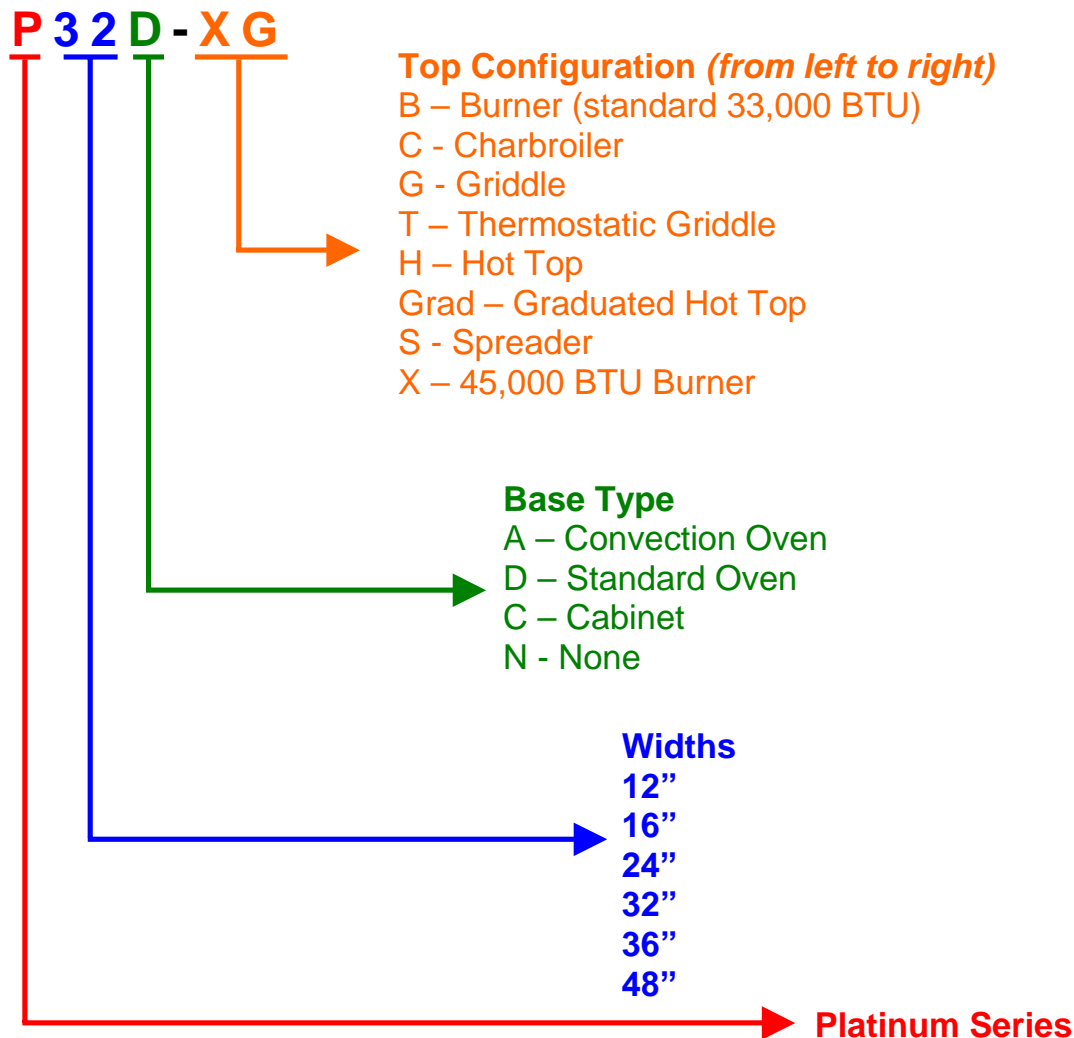 P32D-XG
Top Configuration (from left to right)
B – Burner (standard 33,000 BTU)
C - Charbroiler
G - Griddle
T – Thermostatic Griddle
H – Hot Top
Grad – Graduated Hot Top
S - Spreader
X – 45,000 BTU Burner
Base Type
A – Convection Oven
D – Standard Oven
C – Cabinet
N - None
Widths
12”
16”
24”
32”
36”
48”
Platinum Series